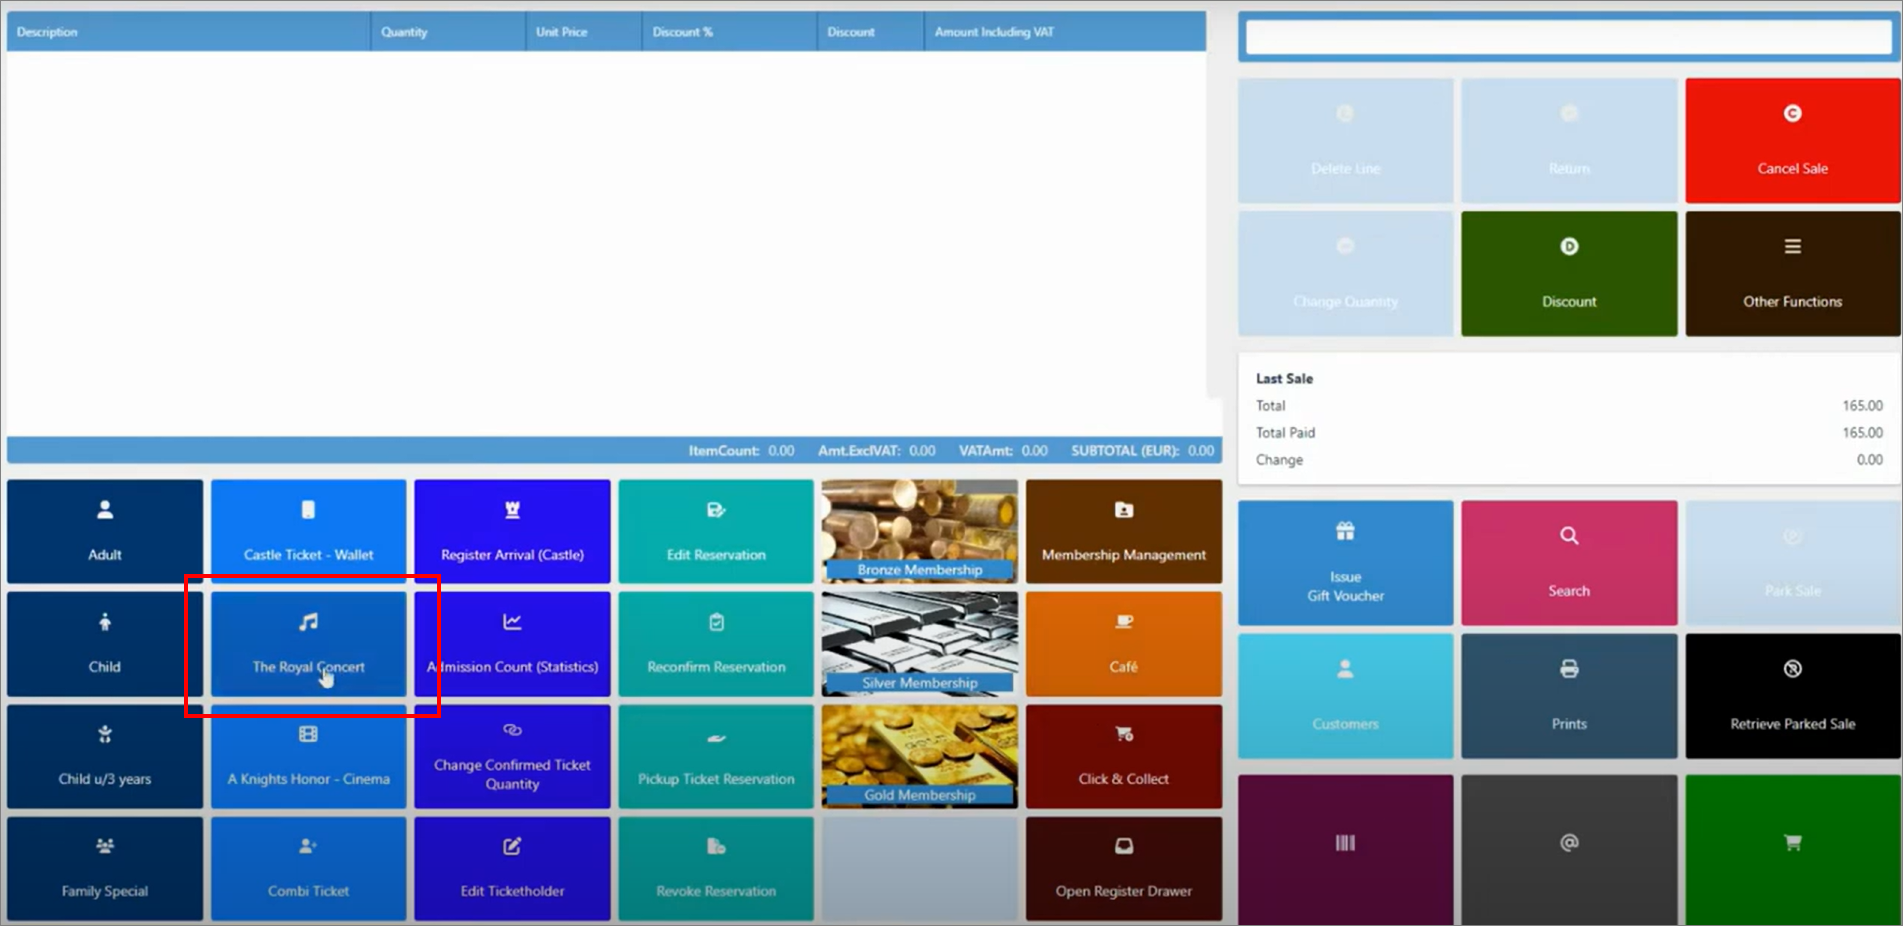 Description Quantity Unit Price Discount % Discount Amount Including VAT
Delete Line
Return
Cancel Sale
Change Quantity
Discount
Other Functions
Last Sale
Total 165.00
Total Paid 165.00
Change 0.00
ItemCount: 0.00 Amt.ExclVAT: 0.00 VATAmt: 0.00 SUBTOTAL (EUR): 0.00
Adult
Castle Ticket - Wallet
Register Arrival (Castle)
Edit Reservation
Bronze Membership
Membership Management
Child
The Royal Concert
Admission Count (Statistics)
Reconfirm Reservation
Silver Membership
Café
Child u/3 years
A Knights Honor - Cinema
Change Confirmed Ticket
Quantity
Pickup Ticket Reservation
Gold Membership
Click & Collect
Family Special
Combi Ticket
Edit Ticketholder
Revoke Reservation
Open Register Drawer
Issue
Gift Voucher
Search
Park Sale
Customers
Prints
Retrieve Parked Sale